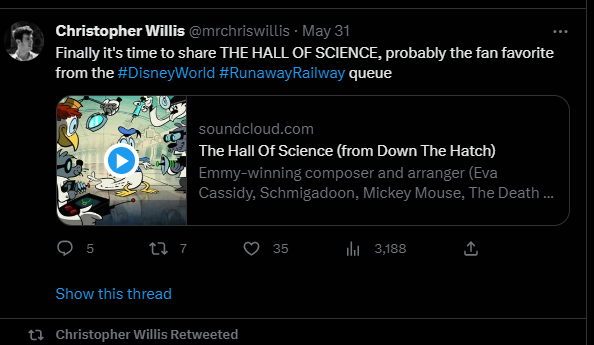 Christopher Willis @mrchriswillis · May 31
Finally it's time to share THE HALL OF SCIENCE, probably the fan favorite
from the #DisneyWorld #RunawayRailway queue
soundcloud.com
The Hall Of Science (from Down The Hatch)
Emmy-winning composer and arranger (Eva
Cassidy, Schmigadoon, Mickey Mouse, The Death ...
5 7 35 3,188
Show this thread
Christopher Willis Retweeted